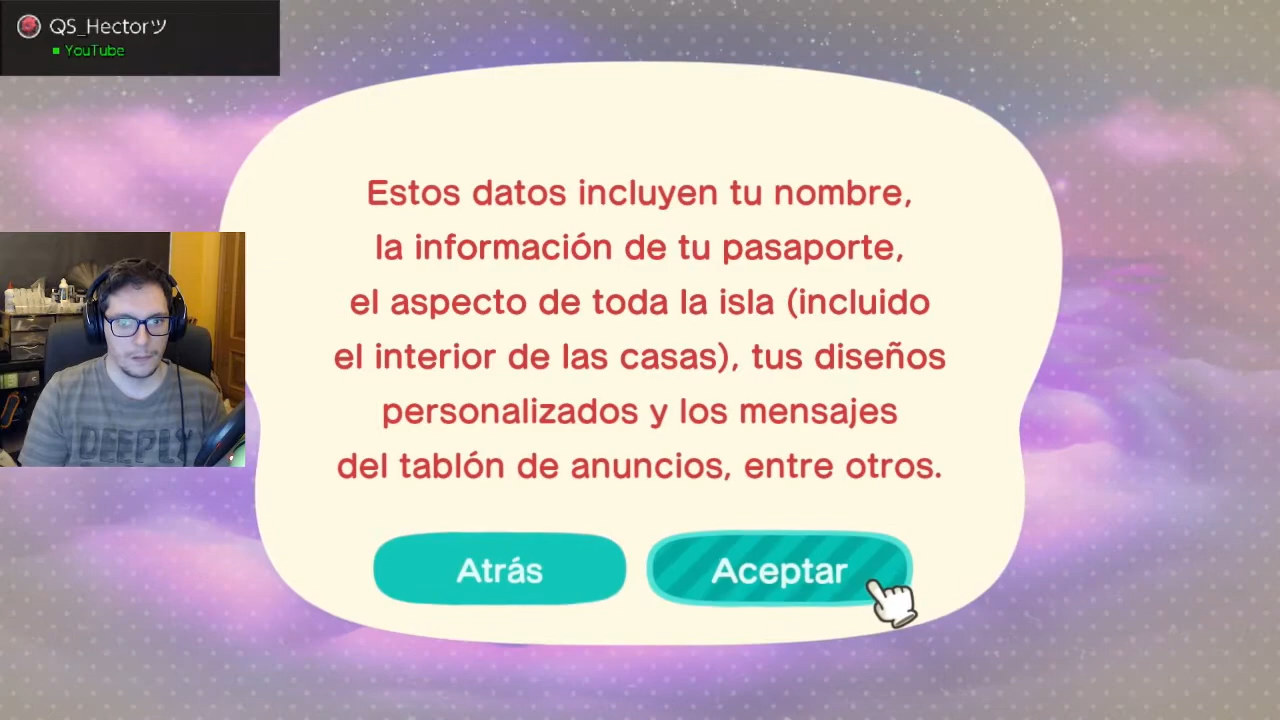 QS_Hectorツ
YouTube
Estos datos incluyen tu nombre,
la información de tu pasaporte,
el aspecto de toda la isla (incluido
el interior de las casas), tus diseños
personalizados y los mensajes
del tablón de anuncios, entre otros.
DEEPLY
Atrás
Aceptar